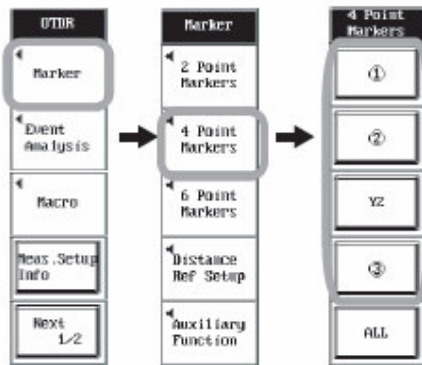 OTDR
Marker
Event
Analysis
Macro
Meas.Setup
Info
Next
1/2
Marker
2 Point
Markers
4 Point
Markers
6 Point
Markers
Distance
Ref Setup
Auxiliary
Function
4 Point
Markers
①
②
Y2
③
ALL